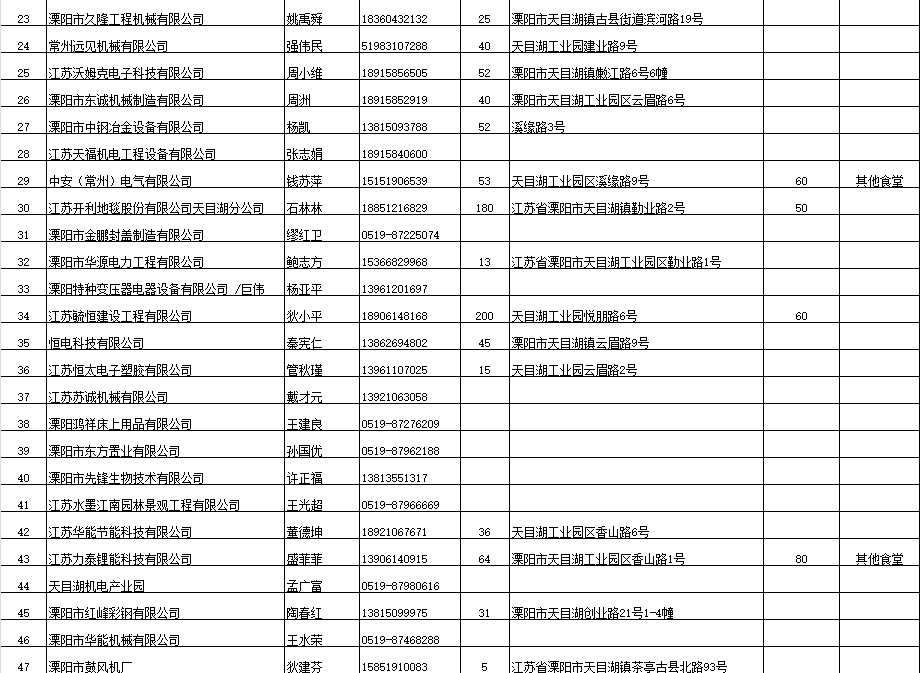 23 溧阳市久隆工程机械有限公司 姚禹舜 18360432132 25 溧阳市天目湖镇古县街道滨河路19号
24 常州远见机械有限公司 强伟民 51983107288 40 天目湖工业园建业路9号
25 江苏沃姆克电子科技有限公司 周小维 18915856505 52 溧阳市天目湖镇嫩江路6号6幢
26 溧阳市东诚机械制造有限公司 周洲 18915852919 40 溧阳市天目湖工业园区云眉路6号
27 溧阳市中钢冶金设备有限公司 杨凯 13815093788 52 溪缘路3号
28 江苏天福机电工程设备有限公司 张志娟 18915840600
29 中安（常州）电气有限公司 钱苏萍 15151906539 53 天目湖工业园区溪缘路9号 60 其他食堂
30 江苏开利地毯股份有限公司天目湖分公司 石林林 18851216829 180 江苏省溧阳市天目湖镇勤业路2号 50
31 溧阳市金鹏封盖制造有限公司 缪红卫 0519-87225074
32 溧阳市华源电力工程有限公司 鲍志方 15366829968 13 江苏省溧阳市天目湖工业园区勤业路1号
33 溧阳特种变压器电器设备有限公司 /巨伟 杨亚平 13961201697
34 江苏毓恒建设工程有限公司 狄小平 18906148168 200 天目湖工业园悦朋路6号 60
35 恒电科技有限公司 秦宪仁 13862694802 45 溧阳市天目湖镇云眉路9号
36 江苏恒太电子塑胶有限公司 管秋瑾 13961107025 15 天目湖工业园云眉路2号
37 江苏苏诚机械有限公司 戴才元 13921063058
38 溧阳鸿祥床上用品有限公司 王建良 0519-87276209
39 溧阳市东方置业有限公司 孙国优 0519-87962188
40 溧阳市先锋生物技术有限公司 许正福 13813551317
41 江苏水墨江南园林景观工程有限公司 王光超 0519-87966669
42 江苏华能节能科技有限公司 董德坤 18921067671 36 天目湖工业园区香山路6号
43 江苏力泰锂能科技有限公司 盛菲菲 13906140915 64 溧阳市天目湖工业园区香山路1号 80 其他食堂
44 天目湖机电产业园 孟广富 0519-87980616
45 溧阳市红峰彩钢有限公司 陶春红 13815099975 31 溧阳市天目湖创业路21号1-4幢
46 溧阳市华能机械有限公司 王水荣 0519-87468288
47 溧阳市鼓风机厂 狄建芬 15851910083 5 江苏省溧阳市天目湖镇茶亭古县北路93号